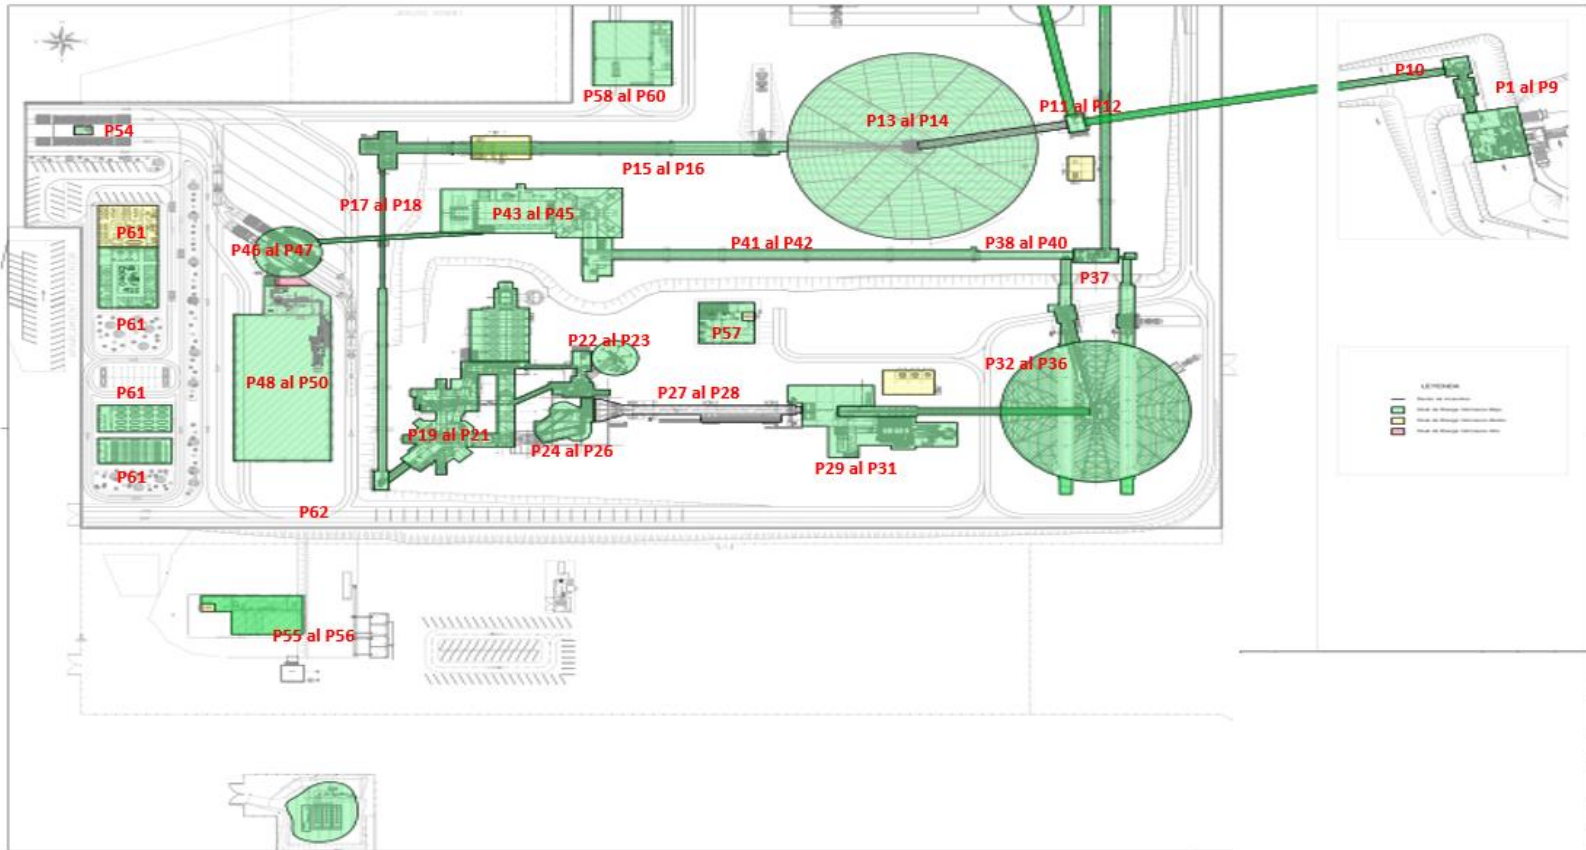 P10
P1 al P9
P58 al P60
P11 al P12
P13 al P14
P54
P15 al P16
P17 al P18
P43 al P45
P61
P46 al P47
P41 al P42
P38 al P40
P37
P61
P57
P22 al P23
P32 al P36
P48 al P50
P61
P27 al P28
P19 al P21
P24 al P26
P29 al P31
P61
P62
P55 al P56
LEYENDA